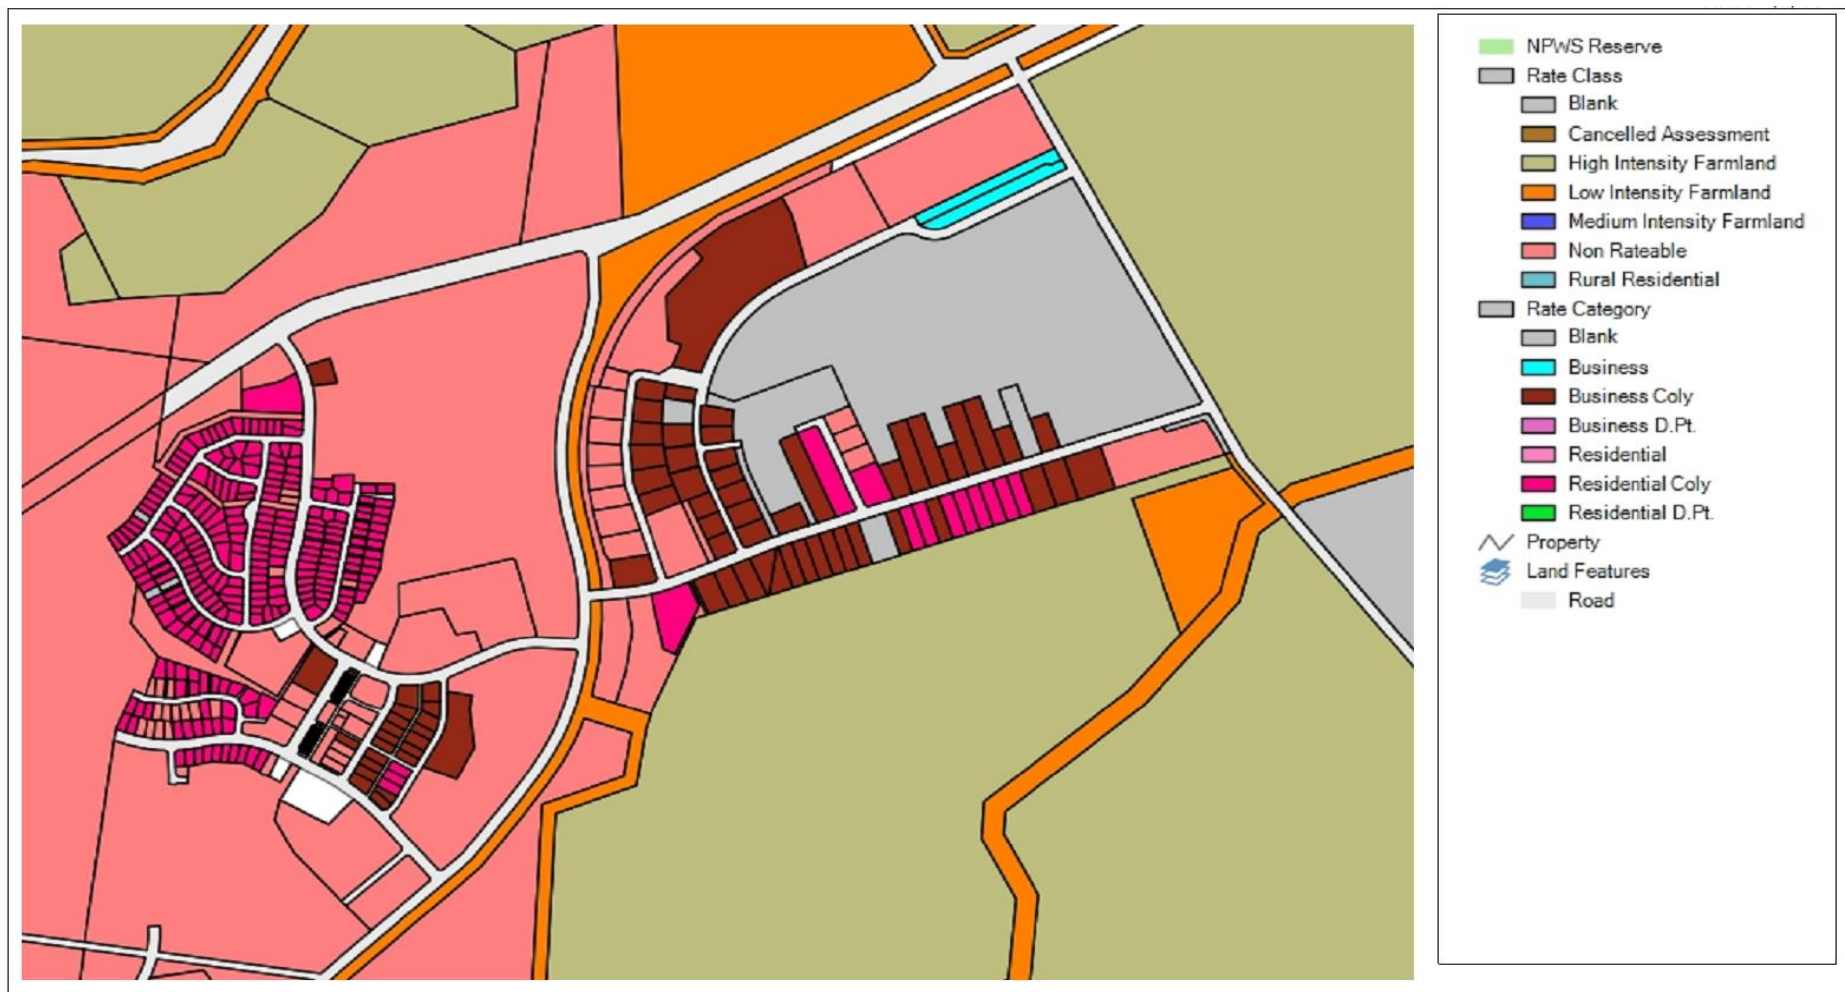 NPWS Reserve
Rate Class
Blank
Cancelled Assessment
High Intensity Farmland
Low Intensity Farmland
Medium Intensity Farmland
Non Rateable
Rural Residential
Rate Category
Blank
Business
Business Coly
Business D.Pt.
Residential
Residential Coly
Residential D.Pt.
Property
Land Features
Road